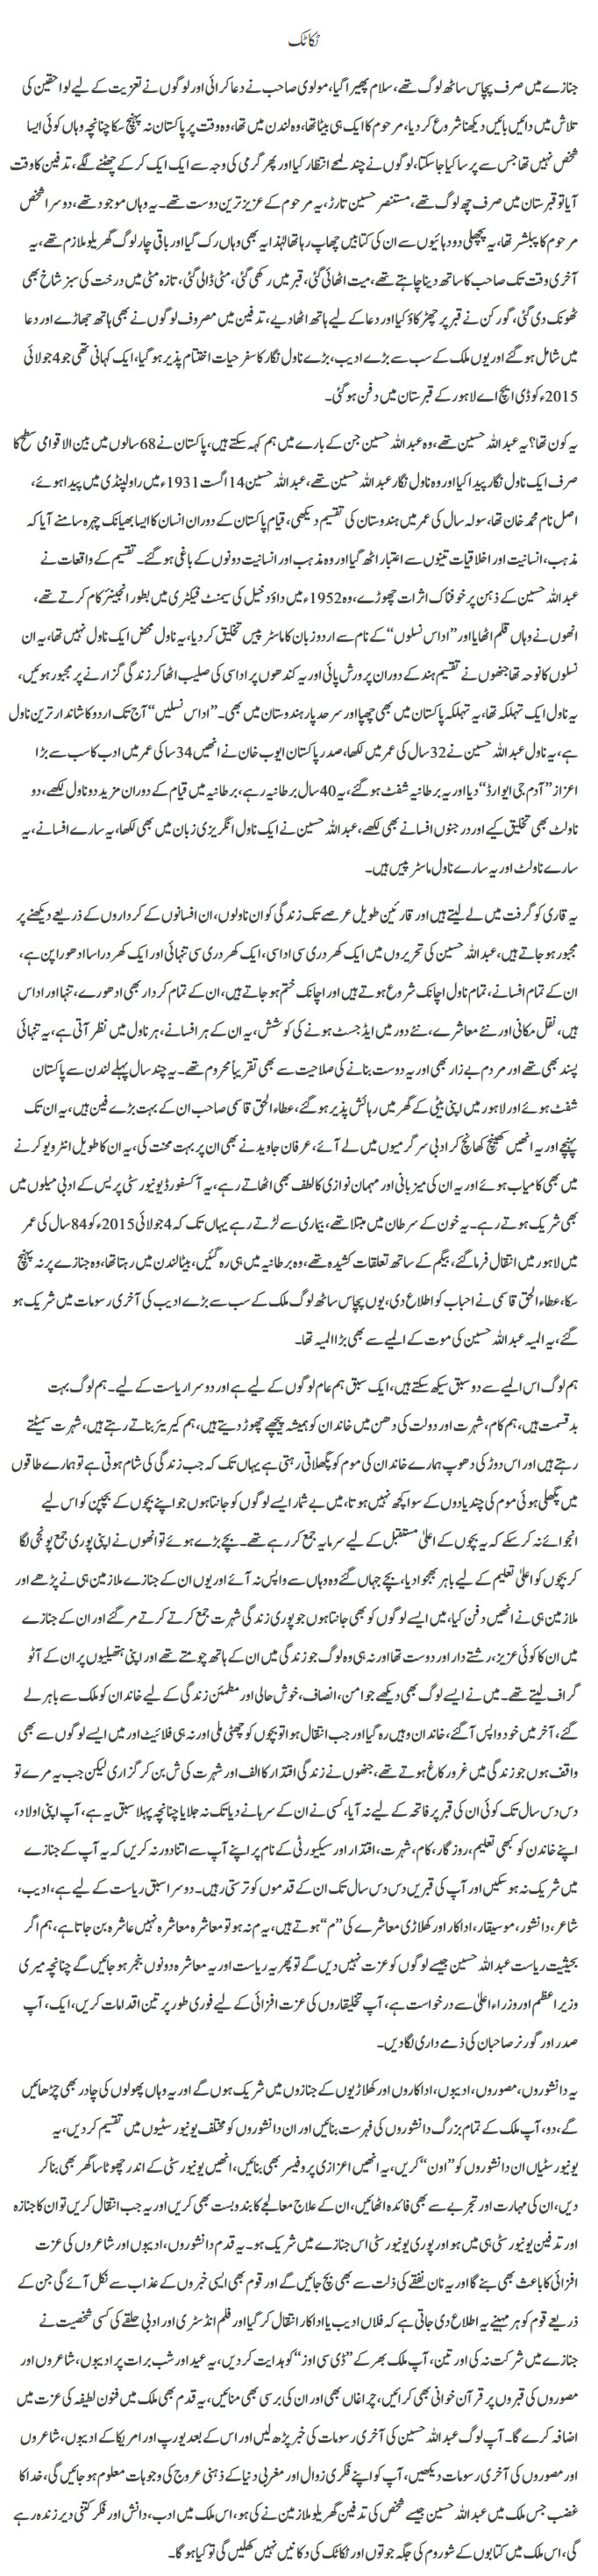 ٹکاٹک
جنازے میں صرف پچاس ساٹھ لوگ تھے، سلام پھیرا گیا، مولوی صاحب نے دعا کرائی اور لوگوں نے تعزیت کے لیے لواحقین کی
تلاش میں دائیں بائیں دیکھنا شروع کر دیا، مرحوم کا ایک ہی بیٹا تھا، وہ لندن میں تھا، وہ وقت پر پاکستان نہ پہنچ سکا چنانچہ وہاں کوئی ایسا
شخص نہیں تھا جس سے پرسا کیا جا سکتا، لوگوں نے چند لمحے انتظار کیا اور پھر گرمی کی وجہ سے ایک ایک کر کے چھٹنے لگے، تدفین کا وقت
آیا تو قبرستان میں صرف چھ لوگ تھے، مستنصر حسین تارڑ، یہ مرحوم کے عزیز ترین دوست تھے۔ یہ وہاں موجود تھے، دوسرا شخص
مرحوم کا پبلشر تھا، یہ پچھلی دو دہائیوں سے ان کی کتابیں چھاپ رہا تھا لہٰذا یہ بھی وہاں رک گیا اور باقی چار لوگ گھریلو ملازم تھے، یہ
آخری وقت تک صاحب کا ساتھ دینا چاہتے تھے، میت اٹھائی گئی، قبر میں رکھی گئی، مٹی ڈالی گئی، تازہ مٹی میں درخت کی سبز شاخ بھی
ٹھونک دی گئی، گورکن نے قبر پر چھڑکاؤ کیا اور دعا کے لیے ہاتھ اٹھا دیے، تدفین میں مصروف لوگوں نے بھی ہاتھ جھاڑے اور دعا
میں شامل ہو گئے اور یوں ملک کے سب سے بڑے ادیب، بڑے ناول نگار کا سفر حیات اختتام پذیر ہو گیا، ایک کہانی تھی جو 4 جولائی
2015ء کو ڈی ایچ اے لاہور کے قبرستان میں دفن ہو گئی۔
یہ کون تھا؟ یہ عبداللہ حسین تھے، وہ عبداللہ حسین جن کے بارے میں ہم کہہ سکتے ہیں، پاکستان نے 68 سالوں میں بین الاقوامی سطح کا
صرف ایک ناول نگار پیدا کیا اور وہ ناول نگار عبداللہ حسین تھے، عبداللہ حسین 14 اگست 1931ء میں راولپنڈی میں پیدا ہوئے،
اصل نام محمد خان تھا، سولہ سال کی عمر میں ہندوستان کی تقسیم دیکھی، قیام پاکستان کے دوران انسان کا ایسا بھیانک چہرہ سامنے آیا کہ
مذہب، انسانیت اور اخلاقیات تینوں سے اعتبار اٹھ گیا اور وہ مذہب اور انسانیت دونوں کے باغی ہو گئے۔ تقسیم کے واقعات نے
عبداللہ حسین کے ذہن پر خوفناک اثرات چھوڑے، وہ 1952ء میں داؤد خیل کی سیمنٹ فیکٹری میں بطور انجینئر کام کرتے تھے،
انھوں نے وہاں قلم اٹھایا اور ’’اداس نسلوں‘‘ کے نام سے اردو زبان کا ماسٹر پیس تخلیق کر دیا، یہ ناول محض ایک ناول نہیں تھا، یہ ان
نسلوں کا نوحہ تھا جنھوں نے تقسیم ہند کے دوران پرورش پائی اور یہ کندھوں پر اداسی کی صلیب اٹھا کر زندگی گزارنے پر مجبور ہوئیں،
یہ ناول ایک تہلکہ تھا، یہ تہلکہ پاکستان میں بھی چھپا اور سرحد پار ہندوستان میں بھی۔ ’’اداس نسلیں‘‘ آج تک اردو کا شاندار ترین ناول
ہے، یہ ناول عبداللہ حسین نے 32 سال کی عمر میں لکھا، صدر پاکستان ایوب خان نے انھیں 34 سا کی عمر میں ادب کا سب سے بڑا
اعزاز ’’آدم جی ایوارڈ‘‘ دیا اور یہ برطانیہ شفٹ ہو گئے، یہ 40 سال برطانیہ رہے، برطانیہ میں قیام کے دوران مزید دو ناول لکھے، دو
ناولٹ بھی تخلیق کیے اور درجنوں افسانے بھی لکھے، عبداللہ حسین نے ایک ناول انگریزی زبان میں بھی لکھا، یہ سارے افسانے، یہ
سارے ناولٹ اور یہ سارے ناول ماسٹر پیس ہیں۔
یہ قاری کو گرفت میں لے لیتے ہیں اور قارئین طویل عرصے تک زندگی کو ان ناولوں، ان افسانوں کے کرداروں کے ذریعے دیکھنے پر
مجبور ہو جاتے ہیں، عبداللہ حسین کی تحریروں میں ایک کھردری سی اداسی، ایک کھردری سی تنہائی اور ایک کھردرا سا ادھورا پن ہے،
ان کے تمام افسانے، تمام ناول اچانک شروع ہوتے ہیں اور اچانک ختم ہو جاتے ہیں، ان کے تمام کردار بھی ادھورے، تنہا اور اداس
ہیں، نقل مکانی اور نئے معاشرے، نئے دور میں ایڈجسٹ ہونے کی کوشش، یہ ان کے ہر افسانے، ہر ناول میں نظر آتی ہے، یہ تنہائی
پسند بھی تھے اور مردم بے زار بھی اور یہ دوست بنانے کی صلاحیت سے بھی تقریباً محروم تھے۔ یہ چند سال پہلے لندن سے پاکستان
شفٹ ہوئے اور لاہور میں اپنی بیٹی کے گھر میں رہائش پذیر ہو گئے، عطاء الحق قاسمی صاحب ان کے بہت بڑے فین ہیں، یہ ان تک
پہنچے اور یہ انھیں کھینچ کھانچ کر ادبی سرگرمیوں میں لے آئے، عرفان جاوید نے بھی ان پر بہت محنت کی، یہ ان کا طویل انٹرویو کرنے
میں بھی کامیاب ہوئے اور یہ ان کی میزبانی اور مہمان نوازی کا لطف بھی اٹھاتے رہے، یہ آکسفورڈ یونیورسٹی پریس کے ادبی میلوں میں
بھی شریک ہوتے رہے۔ یہ خون کے سرطان میں مبتلا تھے، بیماری سے لڑتے رہے یہاں تک کہ 4 جولائی 2015ء کو 84 سال کی عمر
میں لاہور میں انتقال فرما گئے، بیگم کے ساتھ تعلقات کشیدہ تھے، وہ برطانیہ میں ہی رہ گئیں، بیٹا لندن میں رہتا تھا، وہ جنازے پر نہ پہنچ
سکا، عطاء الحق قاسمی نے احباب کو اطلاع دی، یوں پچاس ساٹھ لوگ ملک کے سب سے بڑے ادیب کی آخری رسومات میں شریک ہو
گئے، یہ المیہ عبداللہ حسین کی موت کے المیے سے بھی بڑا المیہ تھا۔
ہم لوگ اس المیے سے دو سبق سیکھ سکتے ہیں، ایک سبق ہم عام لوگوں کے لیے ہے اور دوسرا ریاست کے لیے۔ ہم لوگ بہت
بدقسمت ہیں، ہم کام، شہرت اور دولت کی دھن میں خاندان کو ہمیشہ پیچھے چھوڑ دیتے ہیں، ہم کیریئر بناتے رہتے ہیں، شہرت سمیٹتے
رہتے ہیں اور اس دوڑ کی دھوپ ہمارے خاندان کی موم کو پگھلاتی رہتی ہے یہاں تک کہ جب زندگی کی شام ہوتی ہے تو ہمارے طاقوں
میں پگھلی ہوئی موم کی چند یادوں کے سوا کچھ نہیں ہوتا، میں بے شمار ایسے لوگوں کو جانتا ہوں جو اپنے بچوں کے بچپن کو اس لیے
انجوائے نہ کر سکے کہ یہ بچوں کے اعلیٰ مستقبل کے لیے سرمایہ جمع کر رہے تھے۔ بچے بڑے ہوئے تو انھوں نے اپنی پوری جمع پونجی لگا
کر بچوں کو اعلیٰ تعلیم کے لیے باہر بھجوا دیا، بچے جہاں گئے وہ وہاں سے واپس نہ آئے اور یوں ان کے جنازے ملازمین ہی نے پڑھے اور
ملازمین ہی نے انھیں دفن کیا، میں ایسے لوگوں کو بھی جانتا ہوں جو پوری زندگی شہرت جمع کرتے کرتے مر گئے اور ان کے جنازے
میں ان کا کوئی عزیز، رشتے دار اور دوست تھا اور نہ ہی وہ لوگ جو زندگی میں ان کے ہاتھ چومتے تھے اور اپنی ہتھیلیوں پر ان کے آٹو
گراف لیتے تھے۔ میں نے ایسے لوگ بھی دیکھے جو امن، انصاف، خوش حالی اور مطمئن زندگی کے لیے خاندان کو ملک سے باہر لے
گئے، آخر میں خود واپس آ گئے، خاندان وہیں رہ گیا اور جب انتقال ہوا تو بچوں کو چھٹی ملی اور نہ ہی فلائیٹ اور میں ایسے لوگوں سے بھی
واقف ہوں جو زندگی میں غرور کا غ ہوتے تھے، جنھوں نے زندگی اقتدار کا الف اور شہرت کی ش بن کر گزاری لیکن جب یہ مرے تو
دس دس سال تک کوئی ان کی قبر پر فاتحہ کے لیے نہ آیا، کسی نے ان کے سرہانے دیا تک نہ جلایا چنانچہ پہلا سبق یہ ہے، آپ اپنی اولاد،
اپنے خاندن کو کبھی تعلیم، روزگار، کام، شہرت، اقتدار اور سیکیورٹی کے نام پر اپنے آپ سے اتنا دور نہ کریں کہ یہ آپ کے جنازے
میں شریک نہ ہو سکیں اور آپ کی قبریں دس دس سال تک ان کے قدموں کو ترستی رہیں۔ دوسرا سبق ریاست کے لیے ہے، ادیب،
شاعر، دانشور، موسیقار، اداکار اور کھلاڑی معاشرے کی ’’م‘‘ ہوتے ہیں، یہ م نہ ہو تو معاشرہ معاشرہ نہیں عاشرہ بن جاتا ہے، ہم اگر
بحیثیت ریاست عبداللہ حسین جیسے لوگوں کو عزت نہیں دیں گے تو پھر یہ ریاست اور یہ معاشرہ دونوں بنجر ہو جائیں گے چنانچہ میری
وزیراعظم اور وزراء اعلیٰ سے درخواست ہے، آپ تخلیقاروں کی عزت افزائی کے لیے فوری طور پر تین اقدامات کریں، ایک، آپ
صدر اور گورنر صاحبان کی ذمے داری لگا دیں۔
یہ دانشوروں، مصوروں، ادیبوں، اداکاروں اور کھلاڑیوں کے جنازوں میں شریک ہوں گے اور یہ وہاں پھولوں کی چادر بھی چڑھائیں
گے، دو، آپ ملک کے تمام بزرگ دانشوروں کی فہرست بنائیں اور ان دانشوروں کو مختلف یونیورسٹیوں میں تقسیم کر دیں، یہ
یونیورسٹیاں ان دانشوروں کو ’’اون‘‘ کریں، یہ انھیں اعزازی پروفیسر بھی بنائیں، انھیں یونیورسٹی کے اندر چھوٹا سا گھر بھی بنا کر
دیں، ان کی مہارت اور تجربے سے بھی فائدہ اٹھائیں، ان کے علاج معالجے کا بندوبست بھی کریں اور یہ جب انتقال کریں تو ان کا جنازہ
اور تدفین یونیورسٹی ہی میں ہو اور پوری یونیورسٹی اس جنازے میں شریک ہو۔ یہ قدم دانشوروں، ادیبوں اور شاعروں کی عزت
افزائی کا باعث بھی بنے گا اور یہ نان نفقے کی ذلت سے بھی بچ جائیں گے اور قوم بھی ایسی خبروں کے عذاب سے نکل آئے گی جن کے
ذریعے قوم کو ہر مہینے یہ اطلاع دی جاتی ہے کہ فلاں ادیب یا اداکار انتقال کر گیا اور فلم انڈسٹری اور ادبی حلقے کی کسی شخصیت نے
جنازے میں شرکت نہ کی اور تین، آپ ملک بھر کے ’’ڈی سی اوز‘‘ کو ہدایت کر دیں، یہ عید اور شب برات پر ادیبوں، شاعروں اور
مصوروں کی قبروں پر قرآن خوانی بھی کرائیں، چراغاں بھی اور ان کی برسی بھی منائیں، یہ قدم بھی ملک میں فنون لطیفہ کی عزت میں
اضافہ کرے گا۔ آپ لوگ عبداللہ حسین کی آخری رسومات کی خبر پڑھ لیں اور اس کے بعد یورپ اور امریکا کے ادیبوں، شاعروں
اور مصوروں کی آخری رسومات دیکھیں، آپ کو اپنے فکری زوال اور مغربی دنیا کے ذہنی عروج کی وجوہات معلوم ہو جائیں گی، خدا کا
غضب جس ملک میں عبداللہ حسین جیسے شخص کی تدفین گھریلو ملازمین نے کی ہو، اس ملک میں ادب، دانش اور فکر کتنی دیر زندہ رہے
گی، اس ملک میں کتابوں کے شوروم کی جگہ جوتوں اور ٹکاٹک کی دکانیں نہیں کھلیں گی تو کیا ہو گا۔